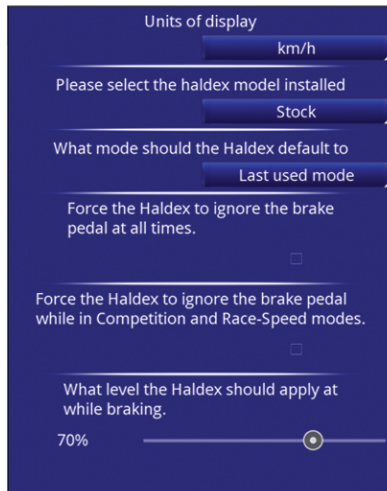 Units of display
km/h
Please select the haldex model installed
Stock
What mode should the Haldex default to
Last used mode
Force the Haldex to ignore the brake
pedal at all times.
Force the Haldex to ignore the brake pedal
while in Competition and Race-Speed modes.
What level the Haldex should apply at
while braking.
70%